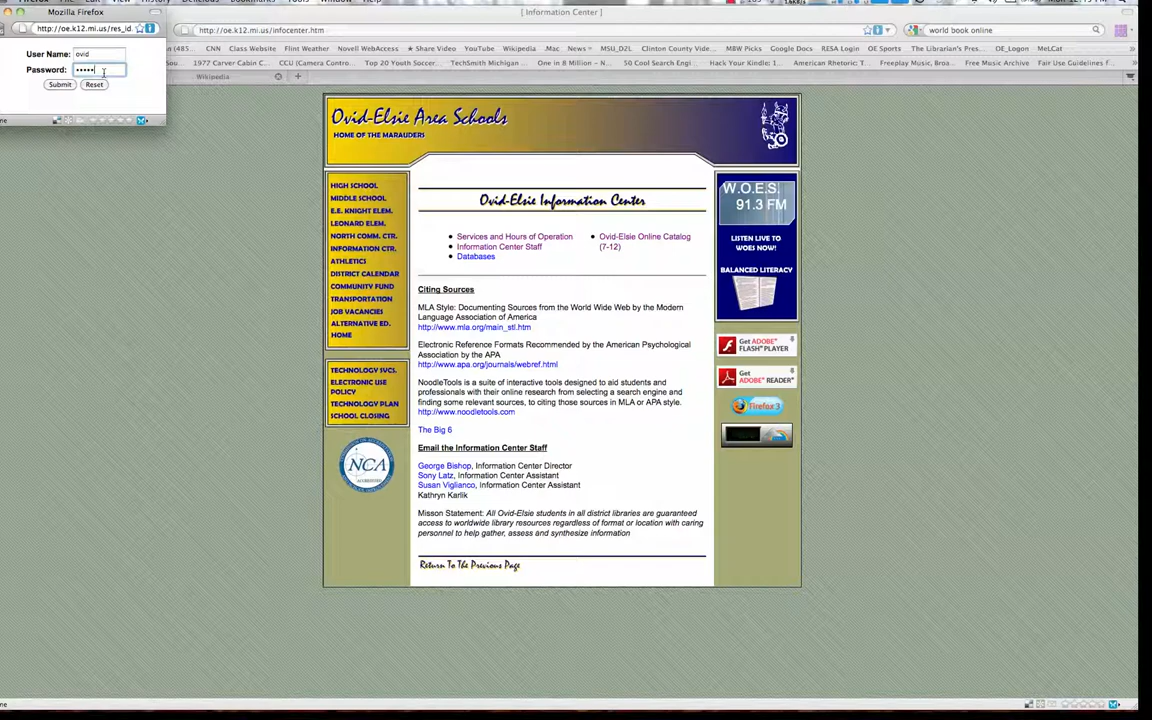 Mozilla Firefox
[ Information Center ]
http://oe.k12.mi.us/res_id.
http://oe.k12.mi.us/infocenter.htm
world book online
CNN
Clark Website
Flint Weather
Novell WebAccess
★ Share Video
YouTube
Wikipedia
MSU_D2L
Clinton County Vide...
MBW Picks
RESA Login
OE Sports
The Librarian's Pres...
OE_Logon
MelCat
1972 Carver Cabin C...
CCU (Camera Contro...
Top 20 Youth Soccer...
TechSmith Michigan ...
One in 8 Million – N...
50 Cool Search Engi...
Hack Your Kindle: 1...
American Rhetoric: T...
Freeplay Music, Broa...
Free Music Archive
Fair Use Guidelines f...
Wikipedia
User Name: ovid
Password: •••••
Submit
Reset
Ovid-Elsie Area Schools
HOME OF THE MARAUDERS
HIGH SCHOOL
MIDDLE SCHOOL
E.E. KNIGHT ELEM.
LEONARD ELEM.
NORTH COMM. CTR.
INFORMATION CTR.
ATHLETICS
DISTRICT CALENDAR
COMMUNITY FUND
TRANSPORTATION
JOB VACANCIES
ALTERNATIVE ED.
HOME
TECHNOLOGY SVCS.
ELECTRONIC USE
POLICY
TECHNOLOGY PLAN
SCHOOL CLOSING
NCA
Ovid-Elsie Information Center
• Services and Hours of Operation
• Information Center Staff
• Databases
• Ovid-Elsie Online Catalog
(7-12)
Citing Sources
MLA Style: Documenting Sources from the World Wide Web by the Modern
Language Association of America
http://www.mla.org/main_stl.htm
Electronic Reference Formats Recommended by the American Psychological
Association by the APA
http://www.apa.org/journals/webref.html
NoodleTools is a suite of interactive tools designed to aid students and
professionals with their online research from selecting a search engine and
finding some relevant sources, to citing those sources in MLA or APA style.
http://www.noodletools.com
The Big 6
Email the Information Center Staff
George Bishop, Information Center Director
Sony Latz, Information Center Assistant
Susan Viglianco, Information Center Assistant
Kathryn Karlik
Misson Statement: All Ovid-Elsie students in all district libraries are guaranteed
access to worldwide library resources regardless of format or location with caring
personnel to help gather, assess and synthesize information
Return To The Previous Page
W.O.E.S.
91.3 FM
LISTEN LIVE TO
WOES NOW!
BALANCED LITERACY
Get ADOBE®
FLASH® PLAYER
Get
ADOBE® READER®
Firefox 3